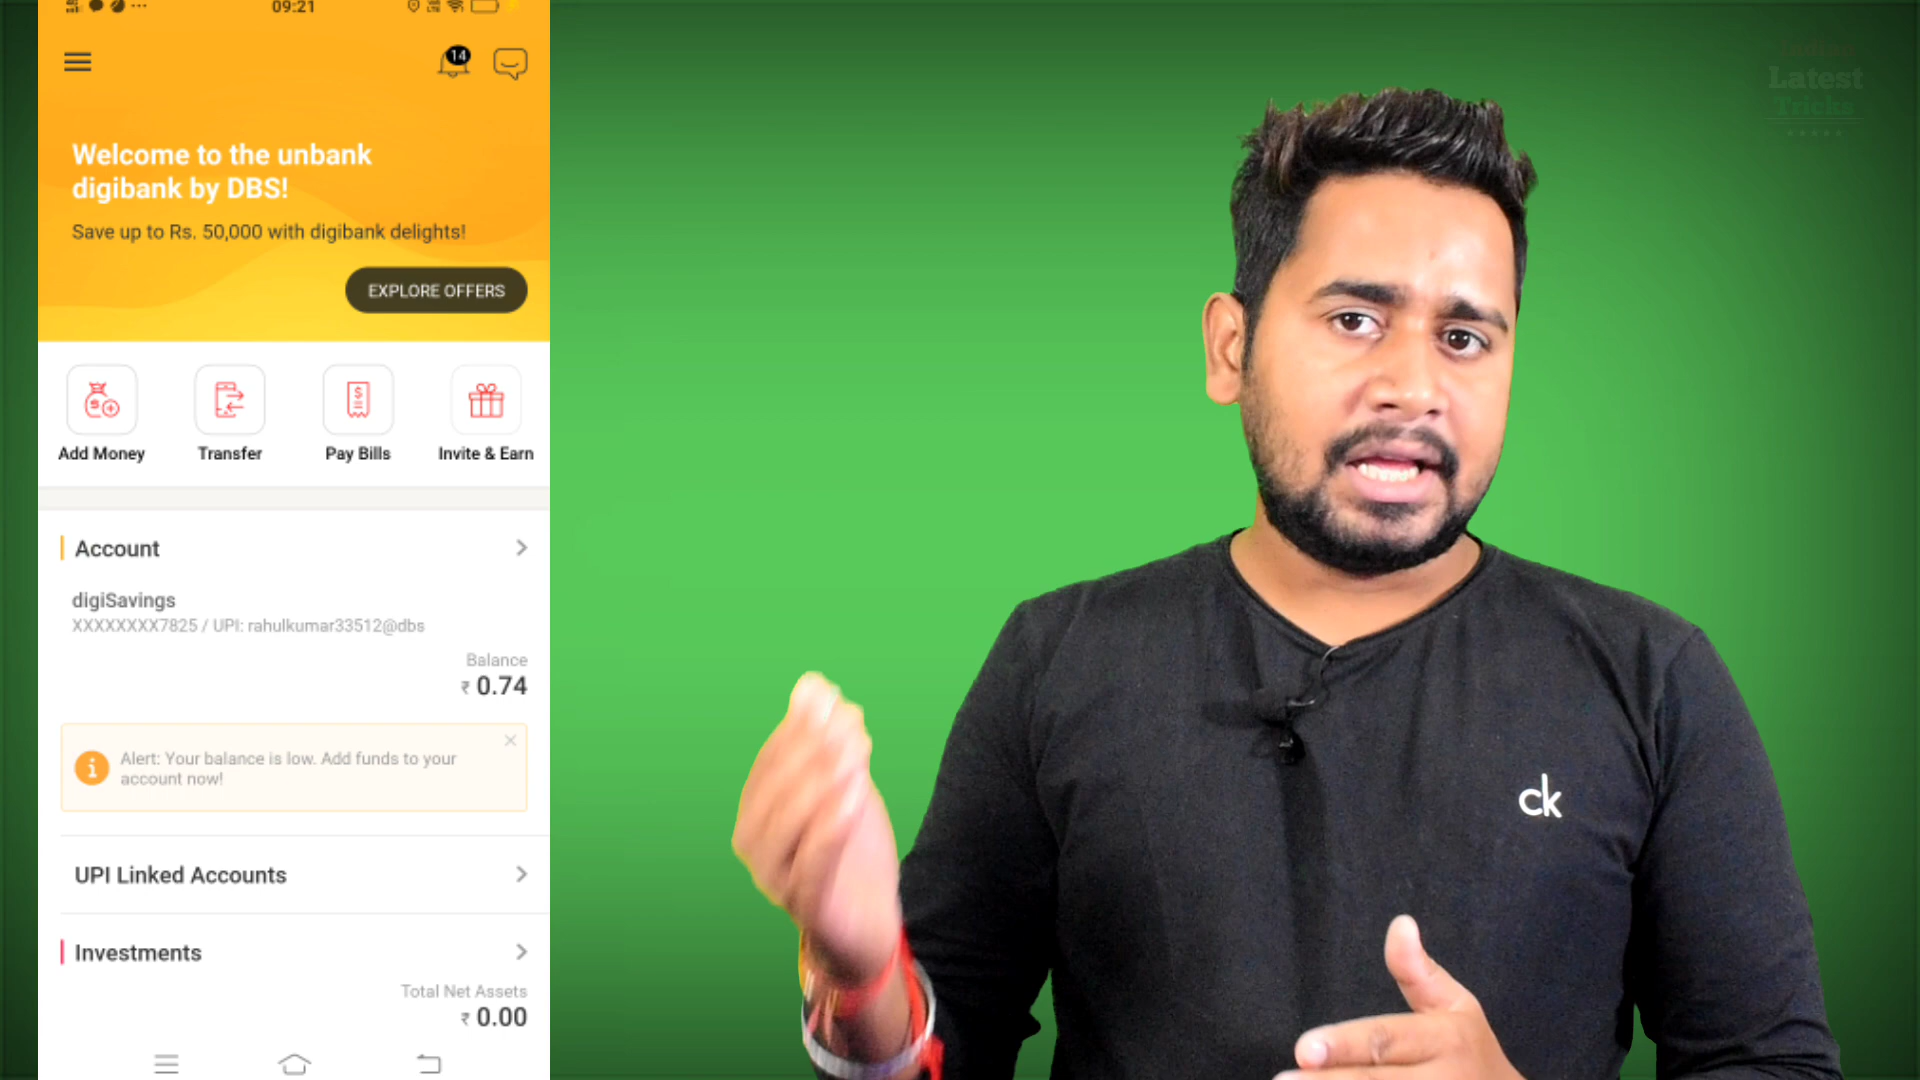 09:21
14
Welcome to the unbank
digibank by DBS!
Save up to Rs. 50,000 with digibank delights!
EXPLORE OFFERS
Add Money
Transfer
Pay Bills
Invite & Earn
Account
digiSavings
XXXXXXXX7825 / UPI: rahulkumar33512@dbs
Balance
₹ 0.74
Alert: Your balance is low. Add funds to your
account now!
UPI Linked Accounts
Investments
Total Net Assets
₹ 0.00
Latest
Tricks
ck